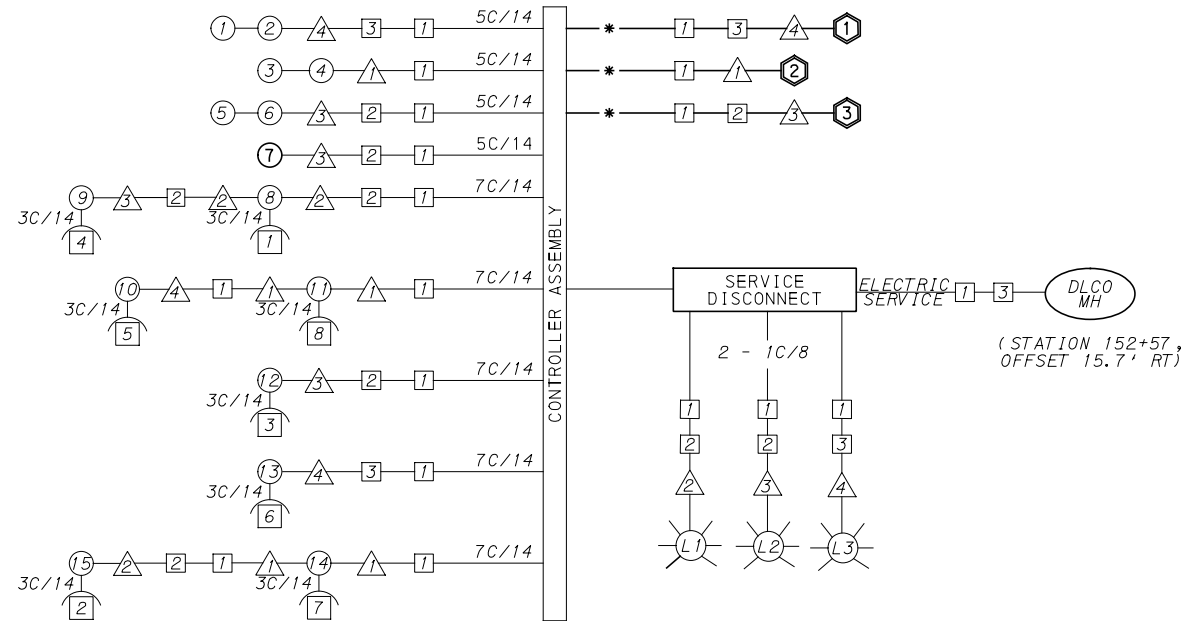 1 2 4 3 1 5C/14 * 1 3 4 1
3 4 1 1 5C/14 * 1 1 2
5 6 3 2 1 5C/14 * 1 2 3 3
7 3 2 1 5C/14
9 3 2 2 8 2 2 1 7C/14
3C/14 3C/14
4 1
CONTROLLER ASSEMBLY
10 4 1 1 11 1 1 7C/14
3C/14 3C/14
5 8
SERVICE
DISCONNECT
ELECTRIC
SERVICE
1 3
DLCO
MH
(STATION 152+57,
OFFSET 15.7' RT)
2 - 1C/8
12 3 2 1 7C/14
3C/14
3
1 1 1
2 2 3
2 3 4
L1 L2 L3
13 4 3 1 7C/14
3C/14
6
15 2 2 1 1 14 1 1 7C/14
3C/14 3C/14
2 7